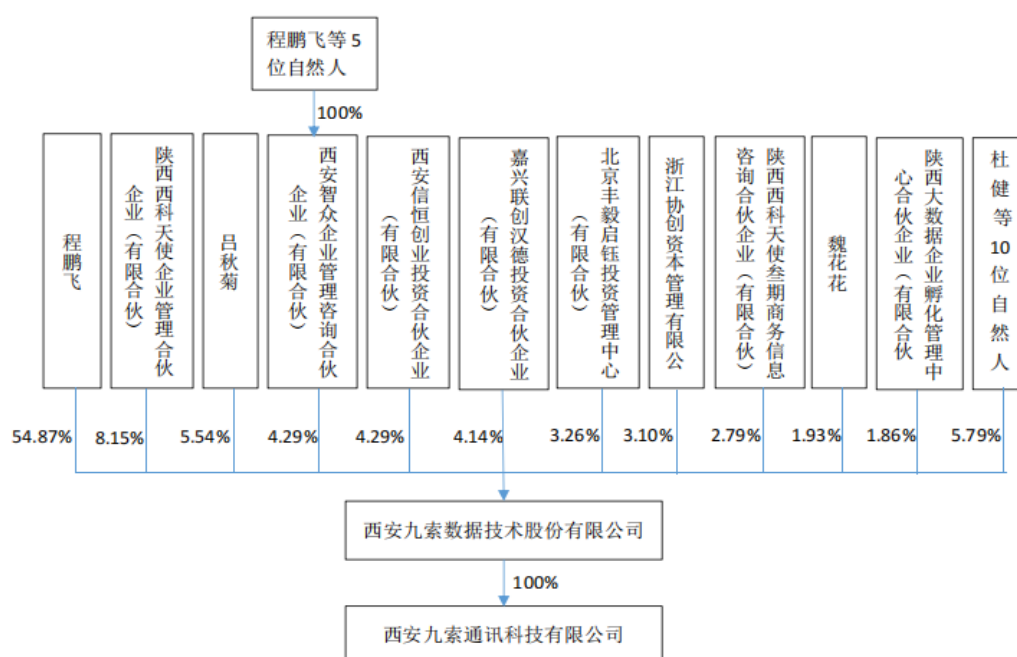 程鹏飞等 5
位自然人
100%
程鹏飞
陕西西科天使企业管理合伙
企业（有限合伙）
吕秋菊
西安智众企业管理咨询合伙
企业（有限合伙）
西安信恒创业投资合伙企业
（有限合伙）
嘉兴联创汉德投资合伙企业
（有限合伙）
北京丰毅启钰投资管理中心
（有限合伙）
浙江协创资本管理有限公
陕西西科天使叁期商务信息
咨询合伙企业（有限合伙）
魏花花
陕西大数据企业孵化管理中
心合伙企业（有限合伙
杜健等 10 位自然人
54.87%
8.15%
5.54%
4.29%
4.29%
4.14%
3.26%
3.10%
2.79%
1.93%
1.86%
5.79%
西安九索数据技术股份有限公司
100%
西安九索通讯科技有限公司